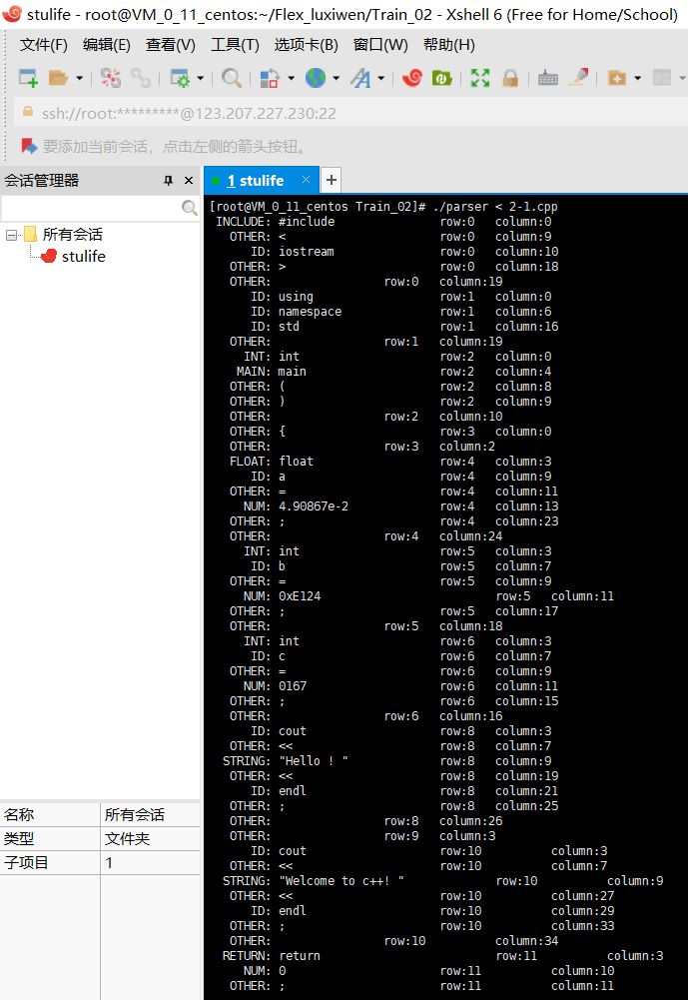 stulife - root@VM_0_11_centos:~/Flex_luxiwen/Train_02 - Xshell 6 (Free for Home/School)
文件(F) 编辑(E) 查看(V) 工具(T) 选项卡(B) 窗口(W) 帮助(H)
ssh://root:*********@123.207.227.230:22
要添加当前会话，点击左侧的箭头按钮。
会话管理器
1 stulife
所有会话
stulife
名称 所有会话
类型 文件夹
子项目 1
[root@VM_0_11_centos Train_02]# ./parser < 2-1.cpp
INCLUDE: #include row:0 column:0
OTHER: < row:0 column:9
ID: iostream row:0 column:10
OTHER: > row:0 column:18
OTHER: row:0 column:19
ID: using row:1 column:0
ID: namespace row:1 column:6
ID: std row:1 column:16
OTHER: row:1 column:19
INT: int row:2 column:0
MAIN: main row:2 column:4
OTHER: ( row:2 column:8
OTHER: ) row:2 column:9
OTHER: row:2 column:10
OTHER: { row:3 column:0
OTHER: row:3 column:2
FLOAT: float row:4 column:3
ID: a row:4 column:9
OTHER: = row:4 column:11
NUM: 4.90867e-2 row:4 column:13
OTHER: ; row:4 column:23
OTHER: row:4 column:24
INT: int row:5 column:3
ID: b row:5 column:7
OTHER: = row:5 column:9
NUM: 0xE124 row:5 column:11
OTHER: ; row:5 column:17
OTHER: row:5 column:18
INT: int row:6 column:3
ID: c row:6 column:7
OTHER: = row:6 column:9
NUM: 0167 row:6 column:11
OTHER: ; row:6 column:15
OTHER: row:6 column:16
ID: cout row:8 column:3
OTHER: << row:8 column:7
STRING: "Hello ! " row:8 column:9
OTHER: << row:8 column:19
ID: endl row:8 column:21
OTHER: ; row:8 column:25
OTHER: row:8 column:26
OTHER: row:9 column:3
ID: cout row:10 column:3
OTHER: << row:10 column:7
STRING: "Welcome to c++! " row:10 column:9
OTHER: << row:10 column:27
ID: endl row:10 column:29
OTHER: ; row:10 column:33
OTHER: row:10 column:34
RETURN: return row:11 column:3
NUM: 0 row:11 column:10
OTHER: ; row:11 column:11